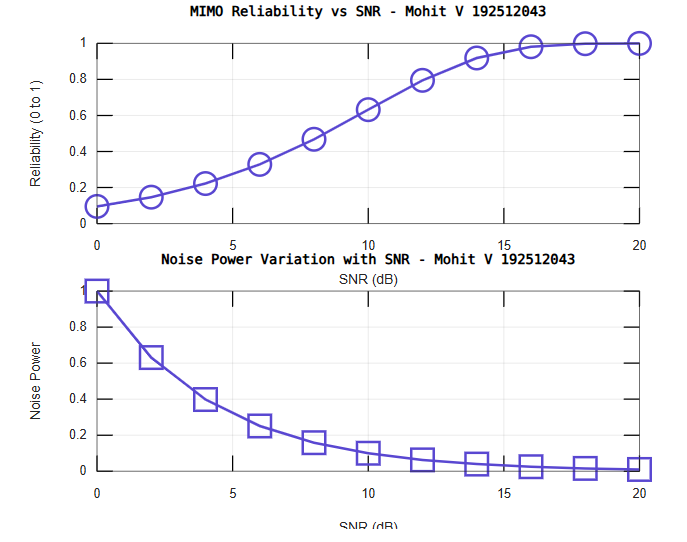 MIMO Reliability vs SNR - Mohit V 192512043
1
0.8
0.6
0.4
0.2
0
Reliability (0 to 1)
0 5 10 15 20
SNR (dB)
Noise Power Variation with SNR - Mohit V 192512043
1
0.8
0.6
0.4
0.2
0
Noise Power
0 5 10 15 20
SNR (dB)